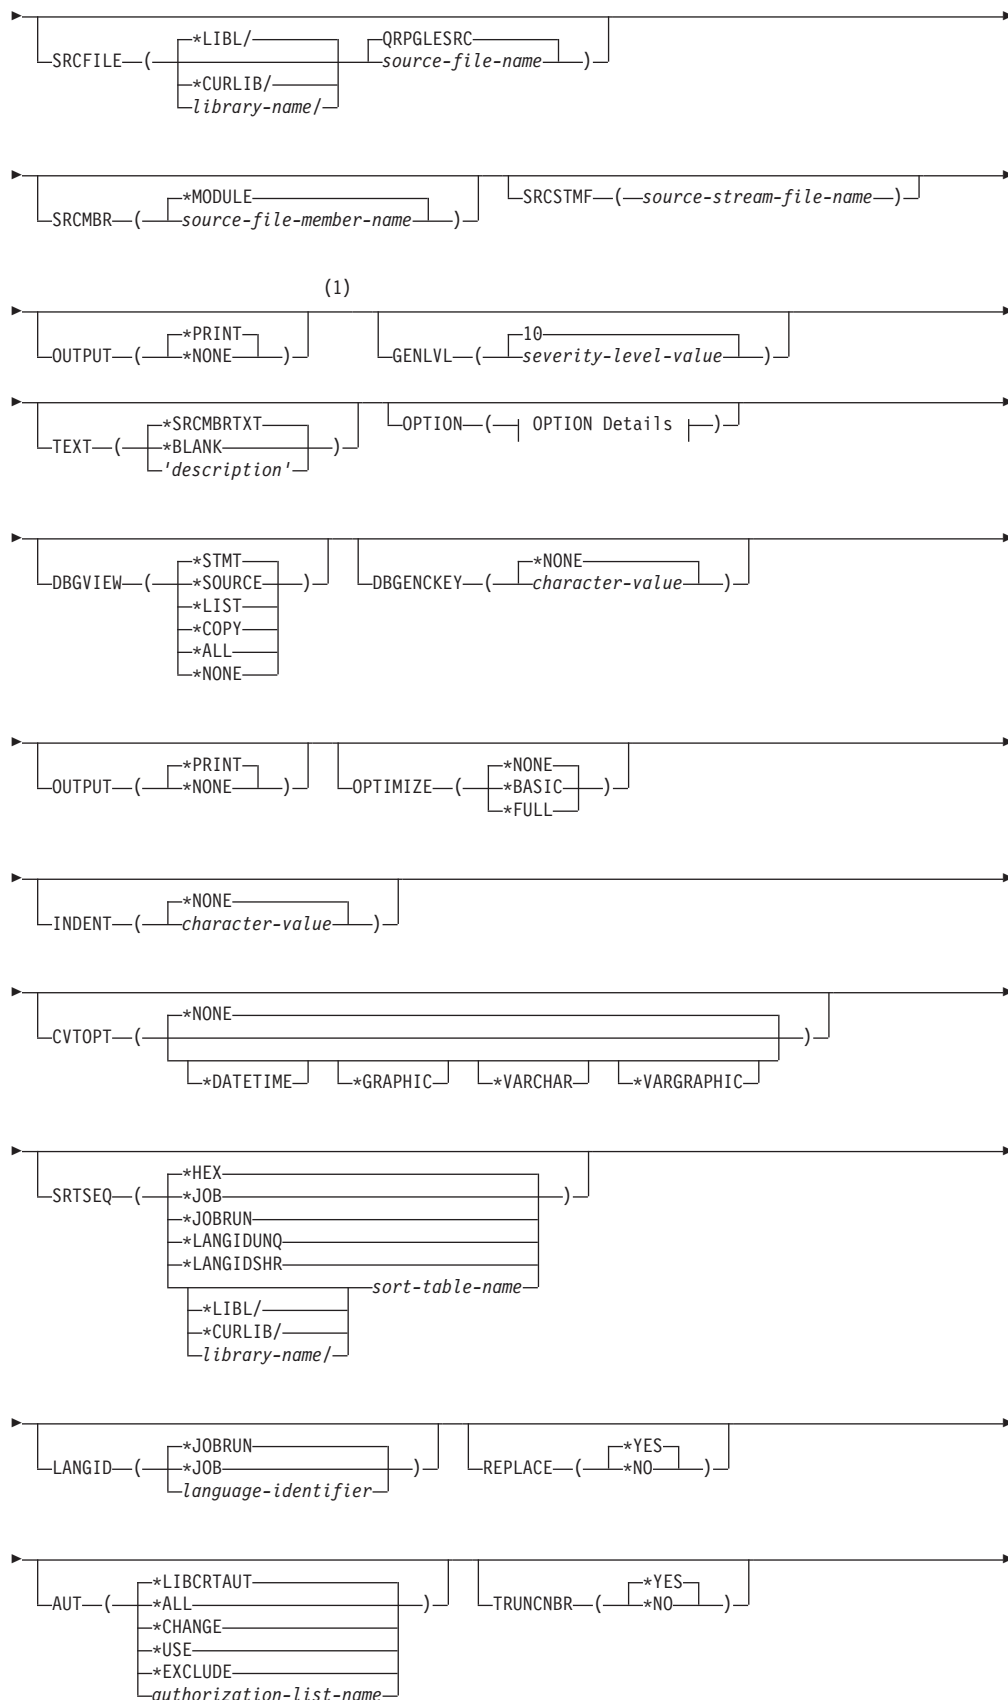 *LIBL/ QRPGLESRC
SRCFILE ( source-file-name )
*CURLIB/
library-name/
*MODULE SRCSTMF ( source-stream-file-name )
SRCMBR ( source-file-member-name )
(1)
*PRINT 10
OUTPUT ( *NONE ) GENLVL ( severity-level-value )
*SRCMBRTXT OPTION ( OPTION Details )
TEXT ( *BLANK )
'description'
*STMT *NONE
DBGVIEW ( *SOURCE ) DBGENCKEY ( character-value )
*LIST
*COPY
*ALL
*NONE
*PRINT *NONE
OUTPUT ( *NONE ) OPTIMIZE ( *BASIC )
*FULL
*NONE
INDENT ( character-value )
*NONE
CVTOPT ( )
*DATETIME *GRAPHIC *VARCHAR *VARGRAPHIC
*HEX
SRTSEQ ( *JOB )
*JOBRUN
*LANGIDUNQ
*LANGIDSHR
sort-table-name
*LIBL/
*CURLIB/
library-name/
*JOBRUN *YES
LANGID ( *JOB ) REPLACE ( *NO )
language-identifier
*LIBCRTAUT *YES
AUT ( *ALL ) TRUNCNBR ( *NO )
*CHANGE
*USE
*EXCLUDE
authorization-list-name